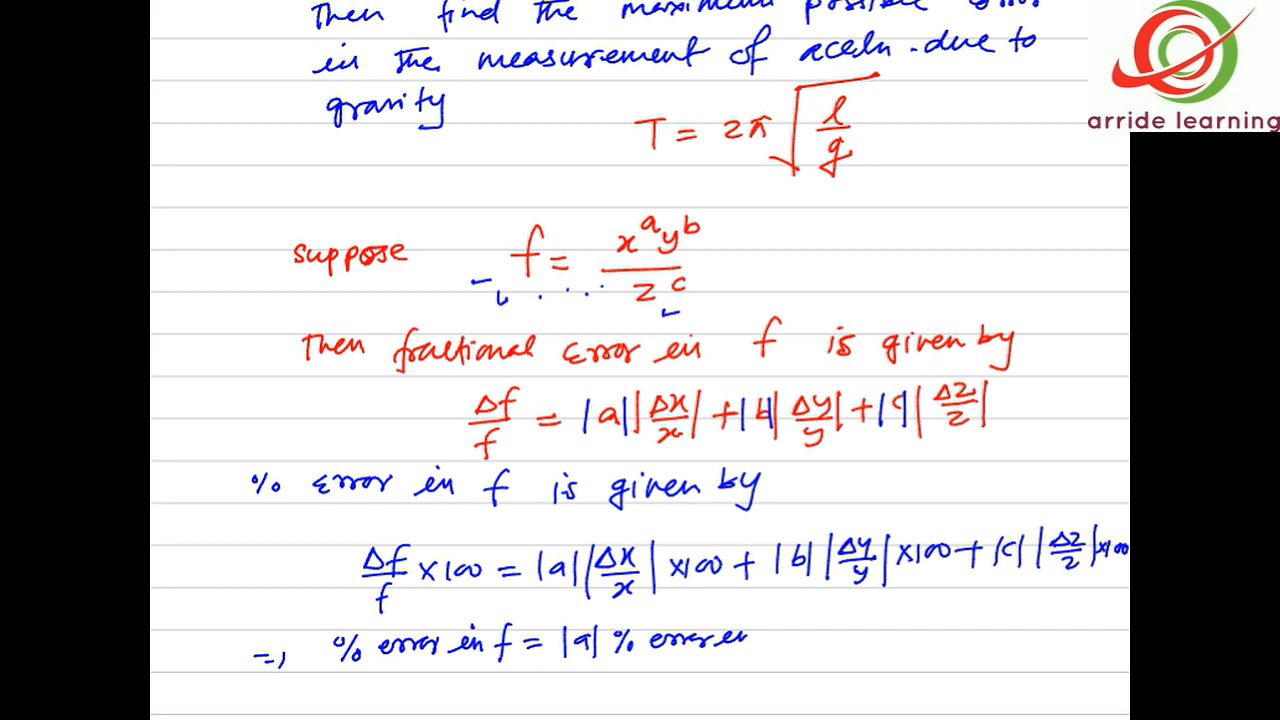 Then find the maximum possible error
in the measurement of aceln. due to
gravity
arride learning
T = 2π √(l/g)
suppose f = x^a y^b / z^c
Then fractional Error in f is given by
Δf/f = |a||Δx/x| + |b||Δy/y| + |c||Δz/z|
% error in f is given by
Δf/f ×100 = |a||Δx/x| ×100 + |b||Δy/y| ×100 + |c||Δz/z| ×100
=> % error in f = |a| % error in